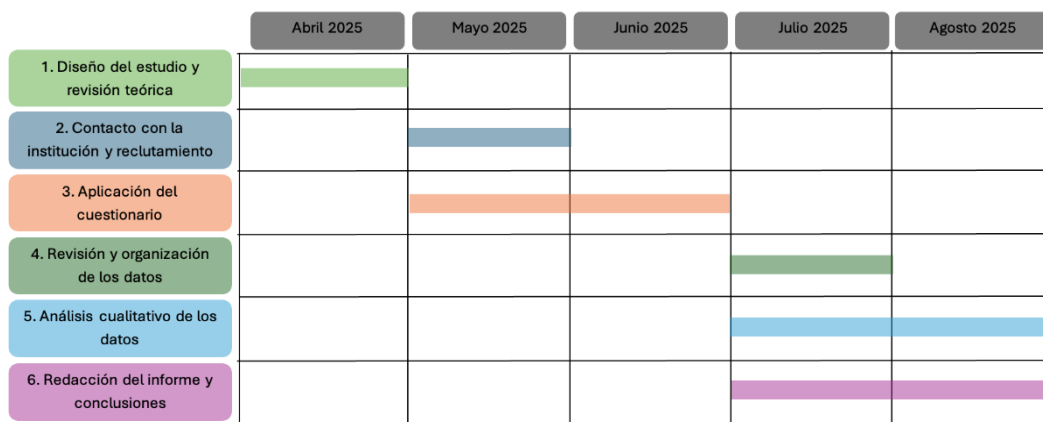 Abril 2025
Mayo 2025
Junio 2025
Julio 2025
Agosto 2025
1. Diseño del estudio y
revisión teórica
2. Contacto con la
institución y reclutamiento
3. Aplicación del
cuestionario
4. Revisión y organización
de los datos
5. Análisis cualitativo de los
datos
6. Redacción del informe y
conclusiones